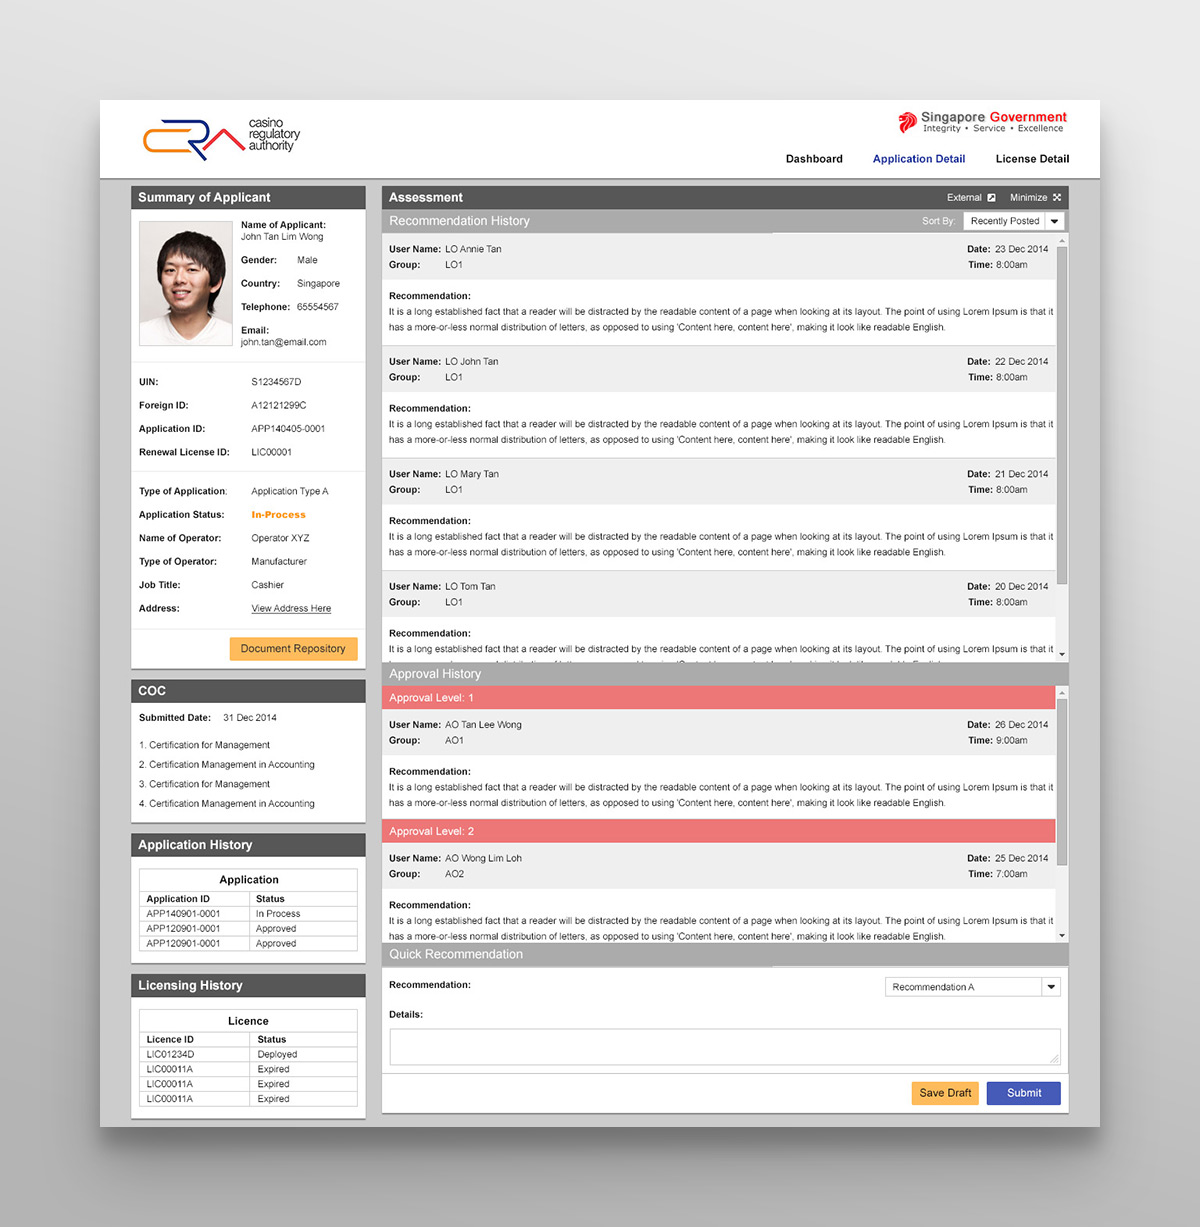 casino
regulatory
authority
Singapore Government
Integrity • Service • Excellence
Dashboard Application Detail License Detail
Summary of Applicant
Name of Applicant:
John Tan Lim Wong
Gender: Male
Country: Singapore
Telephone: 65554567
Email:
john.tan@email.com
UIN: S1234567D
Foreign ID: A12121299C
Application ID: APP140405-0001
Renewal License ID: LIC00001
Type of Application: Application Type A
Application Status: In-Process
Name of Operator: Operator XYZ
Type of Operator: Manufacturer
Job Title: Cashier
Address: View Address Here
Document Repository
COC
Submitted Date: 31 Dec 2014
1. Certification for Management
2. Certification Management in Accounting
3. Certification for Management
4. Certification Management in Accounting
Application History
Application
Application ID Status
APP140901-0001 In Process
APP120901-0001 Approved
APP120901-0001 Approved
Licensing History
Licence
Licence ID Status
LIC01234D Deployed
LIC00011A Expired
LIC00011A Expired
LIC00011A Expired
Assessment External Minimize
Recommendation History Sort By: Recently Posted
User Name: LO Annie Tan Date: 23 Dec 2014
Group: LO1 Time: 8:00am
Recommendation:
It is a long established fact that a reader will be distracted by the readable content of a page when looking at its layout. The point of using Lorem Ipsum is that it
has a more-or-less normal distribution of letters, as opposed to using 'Content here, content here', making it look like readable English.
User Name: LO John Tan Date: 22 Dec 2014
Group: LO1 Time: 8:00am
Recommendation:
It is a long established fact that a reader will be distracted by the readable content of a page when looking at its layout. The point of using Lorem Ipsum is that it
has a more-or-less normal distribution of letters, as opposed to using 'Content here, content here', making it look like readable English.
User Name: LO Mary Tan Date: 21 Dec 2014
Group: LO1 Time: 8:00am
Recommendation:
It is a long established fact that a reader will be distracted by the readable content of a page when looking at its layout. The point of using Lorem Ipsum is that it
has a more-or-less normal distribution of letters, as opposed to using 'Content here, content here', making it look like readable English.
User Name: LO Tom Tan Date: 20 Dec 2014
Group: LO1 Time: 8:00am
Recommendation:
It is a long established fact that a reader will be distracted by the readable content of a page when looking at its layout. The point of using Lorem Ipsum is that it
Approval History
Approval Level: 1
User Name: AO Tan Lee Wong Date: 26 Dec 2014
Group: AO1 Time: 9:00am
Recommendation:
It is a long established fact that a reader will be distracted by the readable content of a page when looking at its layout. The point of using Lorem Ipsum is that it
has a more-or-less normal distribution of letters, as opposed to using 'Content here, content here', making it look like readable English.
Approval Level: 2
User Name: AO Wong Lim Loh Date: 25 Dec 2014
Group: AO2 Time: 7:00am
Recommendation:
It is a long established fact that a reader will be distracted by the readable content of a page when looking at its layout. The point of using Lorem Ipsum is that it
has a more-or-less normal distribution of letters, as opposed to using 'Content here, content here', making it look like readable English.
Quick Recommendation
Recommendation: Recommendation A
Details:
Save Draft Submit